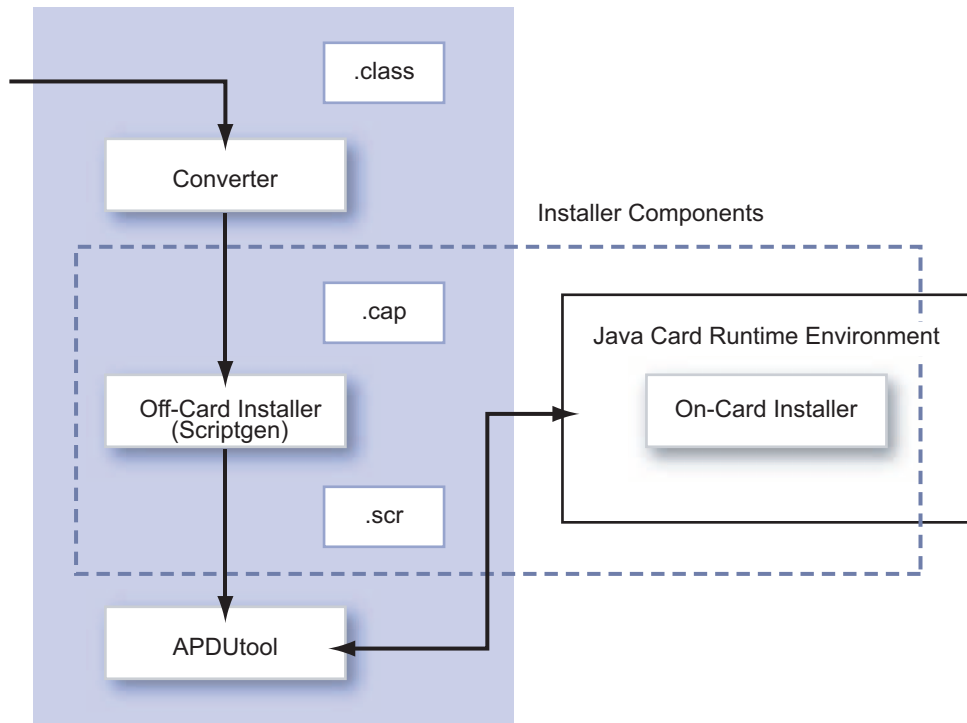 .class
Converter
Installer Components
.cap
Java Card Runtime Environment
Off-Card Installer
(Scriptgen)
On-Card Installer
.scr
APDUtool